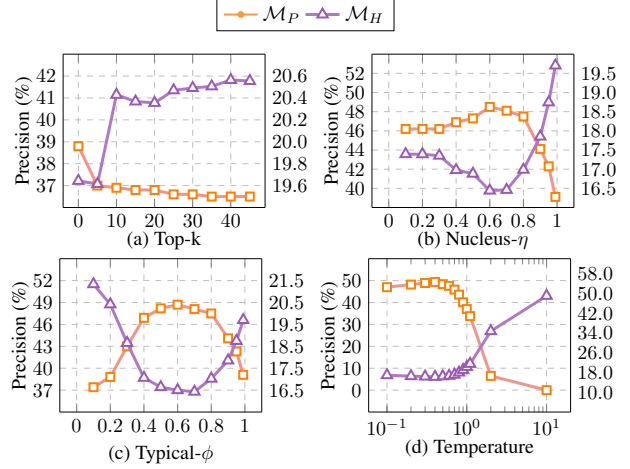 M_P M_H
42 41 39 38 37
20.6 20.4 20.2 20.0 19.8 19.6
Precision (%)
0 10 20 30 40
(a) Top-k
52 50 48 46 44 42 40
19.5 19.0 18.5 18.0 17.5 17.0 16.5
Precision (%)
0 0.2 0.4 0.6 0.8 1
(b) Nucleus-η
52 49 46 43 40 37
21.5 20.5 19.5 18.5 17.5 16.5
Precision (%)
0 0.2 0.4 0.6 0.8 1
(c) Typical-ϕ
50 40 30 20 10 0
58.0 50.0 42.0 34.0 26.0 18.0 10.0
Precision (%)
10^−1 10^0 10^1
(d) Temperature